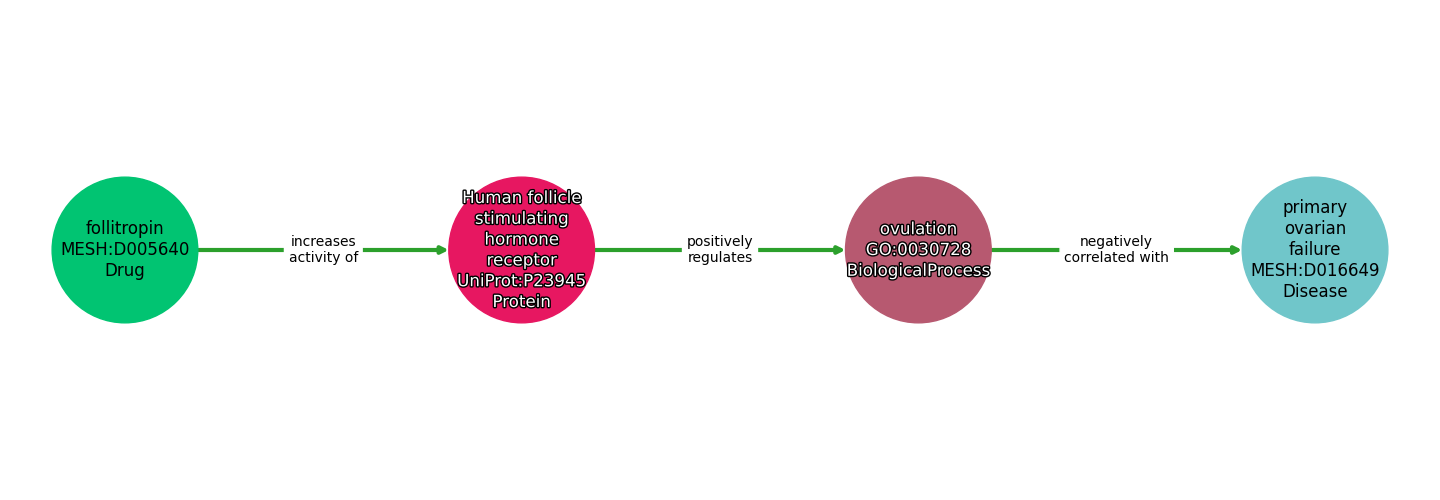 follitropin
MESH:D005640
Drug
increases
activity of
Human follicle
stimulating
hormone
receptor
UniProt:P23945
Protein
positively
regulates
ovulation
GO:0030728
BiologicalProcess
negatively
correlated with
primary
ovarian
failure
MESH:D016649
Disease